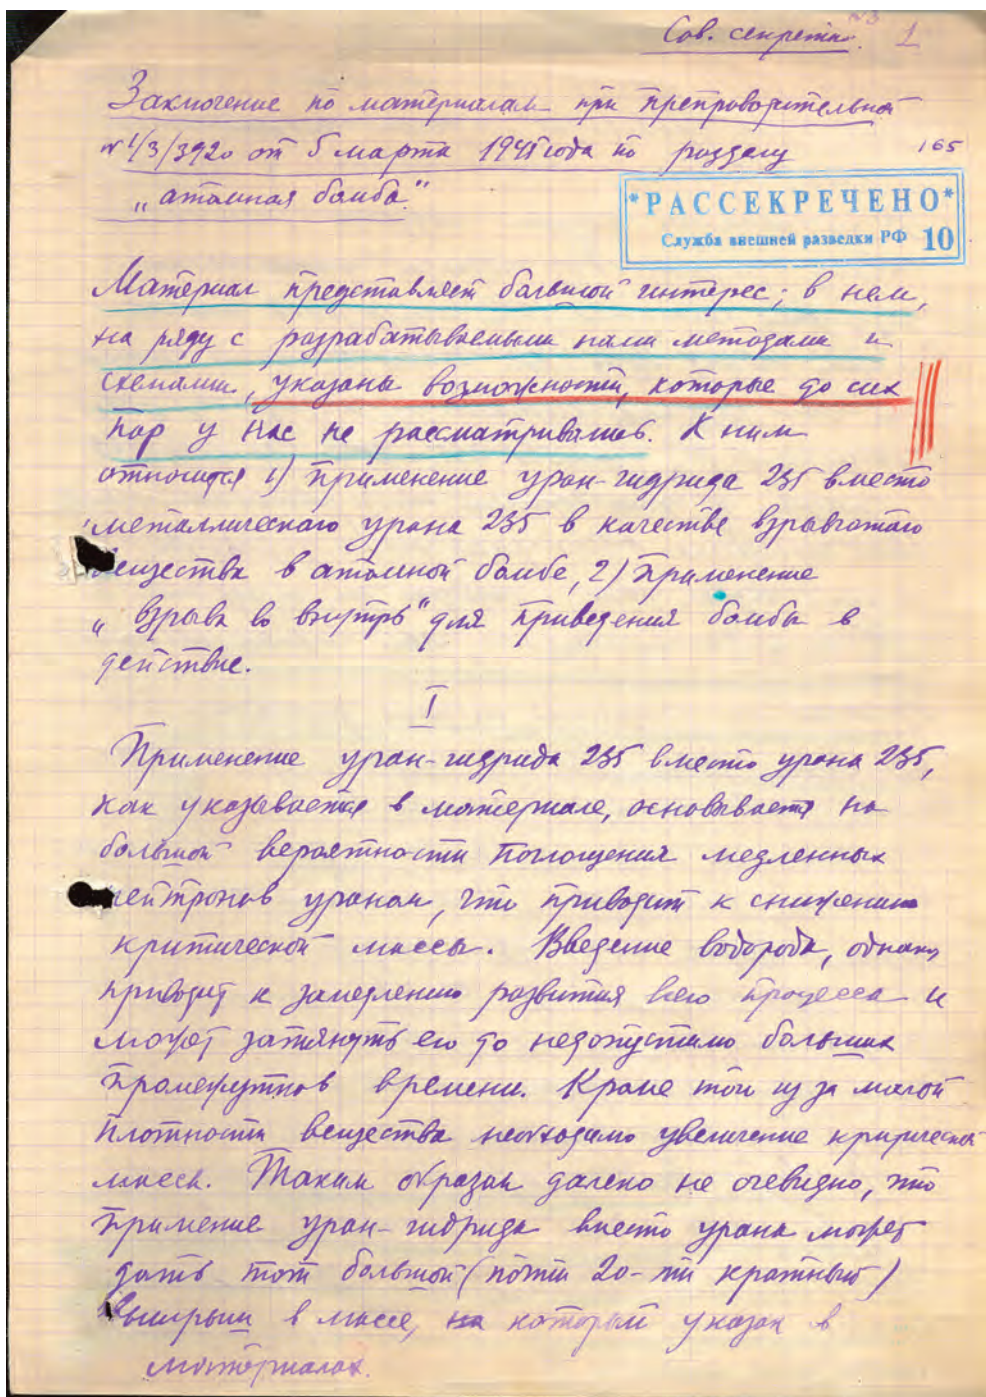 №3
Сов. секретн. 1
Заключение по материалам при препроводительной
№ 1/3/3920 от 5 марта 1945 года по разделу
165
„атомная бомба“.
*РАССЕКРЕЧЕНО*
Служба внешней разведки РФ 10
Материал представляет большой интерес; в нем,
на ряду с разрабатываемыми нами методами и
схемами, указаны возможности, которые до сих
пор у нас не рассматривались. К ним
относится 1) применение уран-гидрида 235 вместо
металлического урана 235 в качестве взрывчатого
вещества в атомной бомбе, 2) применение
„взрыва во внутрь“ для приведения бомбы в
действие.
I
Применение уран-гидрида 235 вместо урана 235,
как указывается в материале, основывается на
большой вероятности поглощения медленных
нейтронов ураном, что приводит к снижению
критической массы. Введение водорода, однако,
приводит к замедлению развития всего процесса и
может затянуть его до недопустимо больших
промежутков времени. Кроме того из за малой
плотности вещества необходимо увеличение критической
массы. Таким образом далеко не очевидно, что
применение уран-гидрида вместо урана может
дать тот большой (почти 20-ти кратный)
выигрыш в массе, на который указан в
материалах.